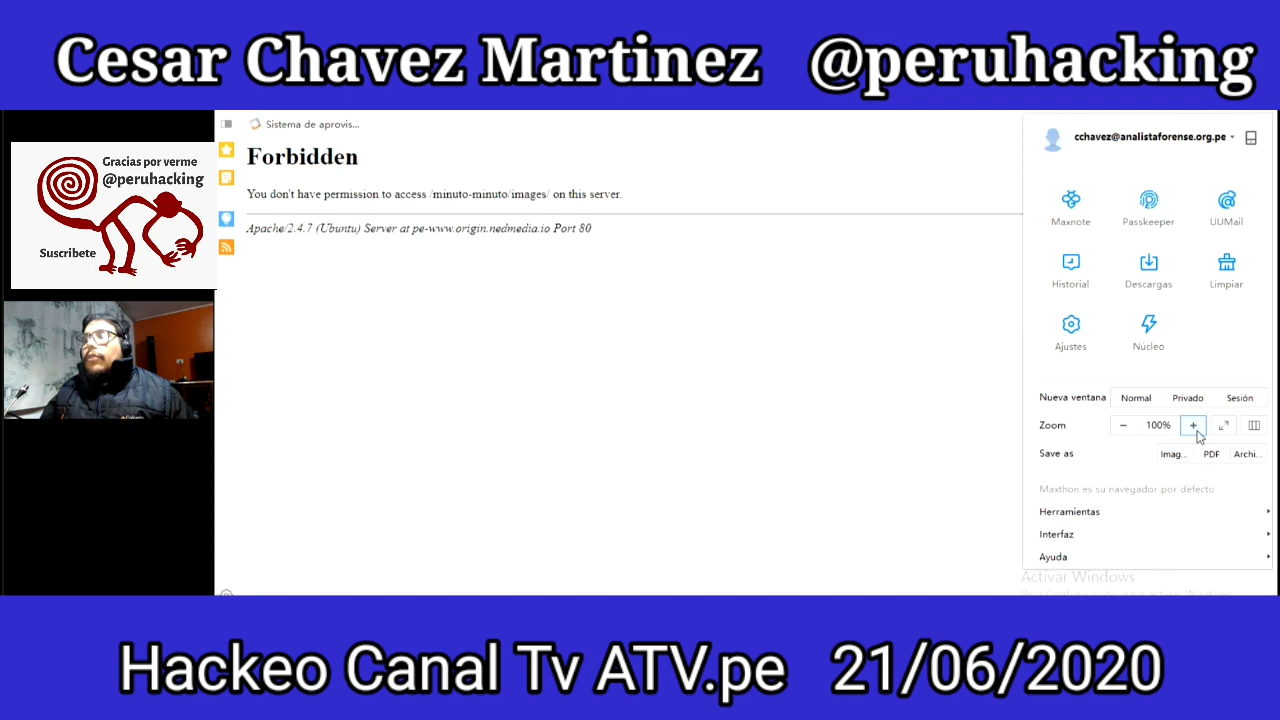 Cesar Chavez Martinez @peruhacking
Gracias por verme
@peruhacking
Suscribete
Sistema de aprovis...
Forbidden
You don't have permission to access /minuto-minuto/images/ on this server.
Apache/2.4.7 (Ubuntu) Server at pe-www.origin.nedmedia.io Port 80
cchavez@analistaforense.org.pe
Maxnote Passkeeper UUMail
Historial Descargas Limpiar
Ajustes Núcleo
Nueva ventana Normal Privado Sesión
Zoom − 100% +
Save as Imag... PDF Archi...
Maxthon es su navegador por defecto
Herramientas
Interfaz
Ayuda
Activar Windows
Hackeo Canal Tv ATV.pe 21/06/2020